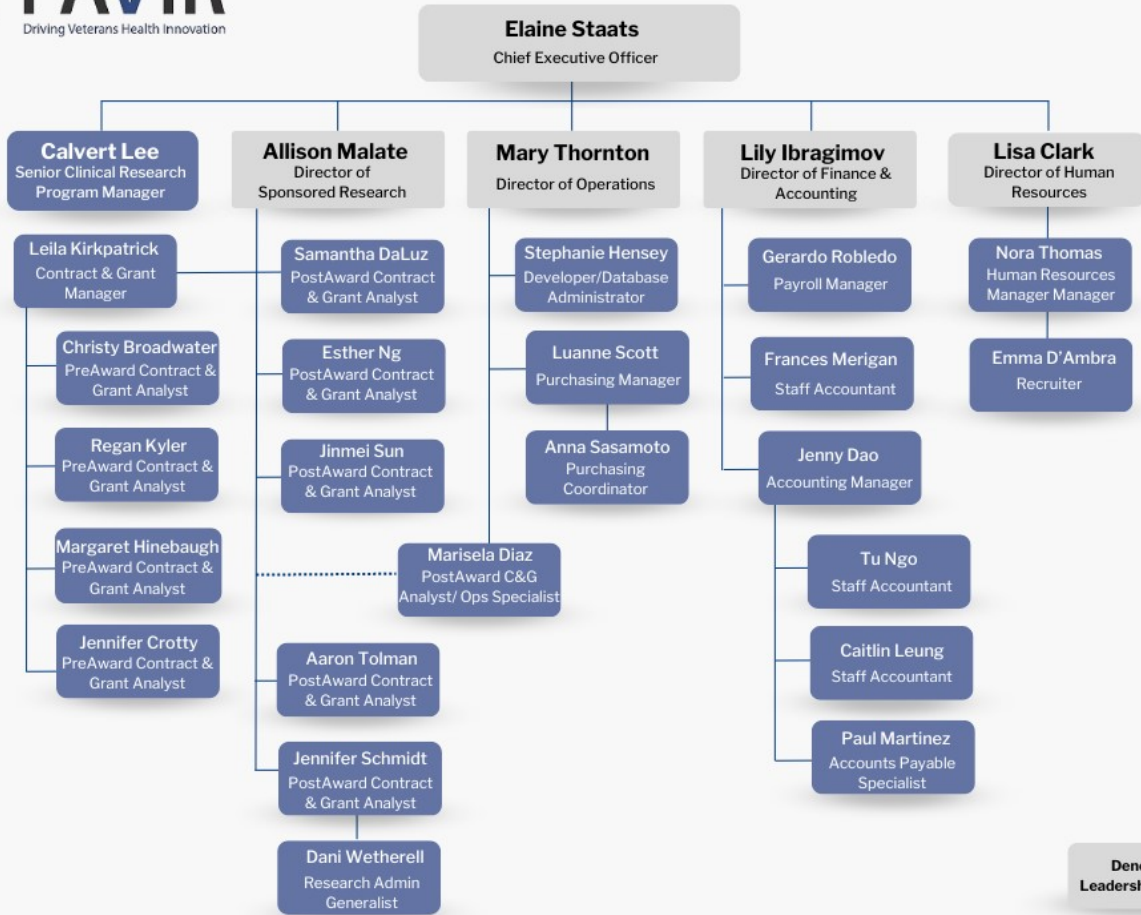 Driving Veterans Health Innovation
Elaine Staats
Chief Executive Officer
Calvert Lee
Senior Clinical Research
Program Manager
Allison Malate
Director of
Sponsored Research
Mary Thornton
Director of Operations
Lily Ibragimov
Director of Finance &
Accounting
Lisa Clark
Director of Human
Resources
Leila Kirkpatrick
Contract & Grant
Manager
Christy Broadwater
PreAward Contract &
Grant Analyst
Regan Kyler
PreAward Contract &
Grant Analyst
Margaret Hinebaugh
PreAward Contract &
Grant Analyst
Jennifer Crotty
PreAward Contract &
Grant Analyst
Samantha DaLuz
PostAward Contract
& Grant Analyst
Esther Ng
PostAward Contract
& Grant Analyst
Jinmei Sun
PostAward Contract
& Grant Analyst
Marisela Diaz
PostAward C&G
Analyst/ Ops Specialist
Aaron Tolman
PostAward Contract
& Grant Analyst
Jennifer Schmidt
PostAward Contract
& Grant Analyst
Dani Wetherell
Research Admin
Generalist
Stephanie Hensey
Developer/Database
Administrator
Luanne Scott
Purchasing Manager
Anna Sasamoto
Purchasing
Coordinator
Gerardo Robledo
Payroll Manager
Frances Merigan
Staff Accountant
Jenny Dao
Accounting Manager
Tu Ngo
Staff Accountant
Caitlin Leung
Staff Accountant
Paul Martinez
Accounts Payable
Specialist
Nora Thomas
Human Resources
Manager Manager
Emma D'Ambra
Recruiter